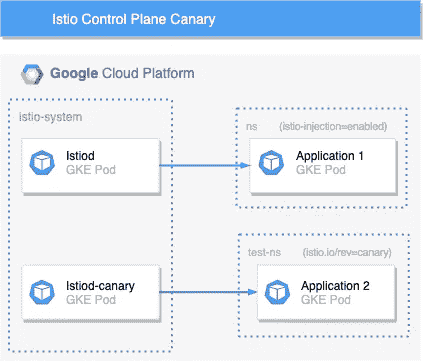 Istio Control Plane Canary
Google Cloud Platform
istio-system
Istiod
GKE Pod
ns (istio-injection=enabled)
Application 1
GKE Pod
Istiod-canary
GKE Pod
test-ns (istio.io/rev=canary)
Application 2
GKE Pod